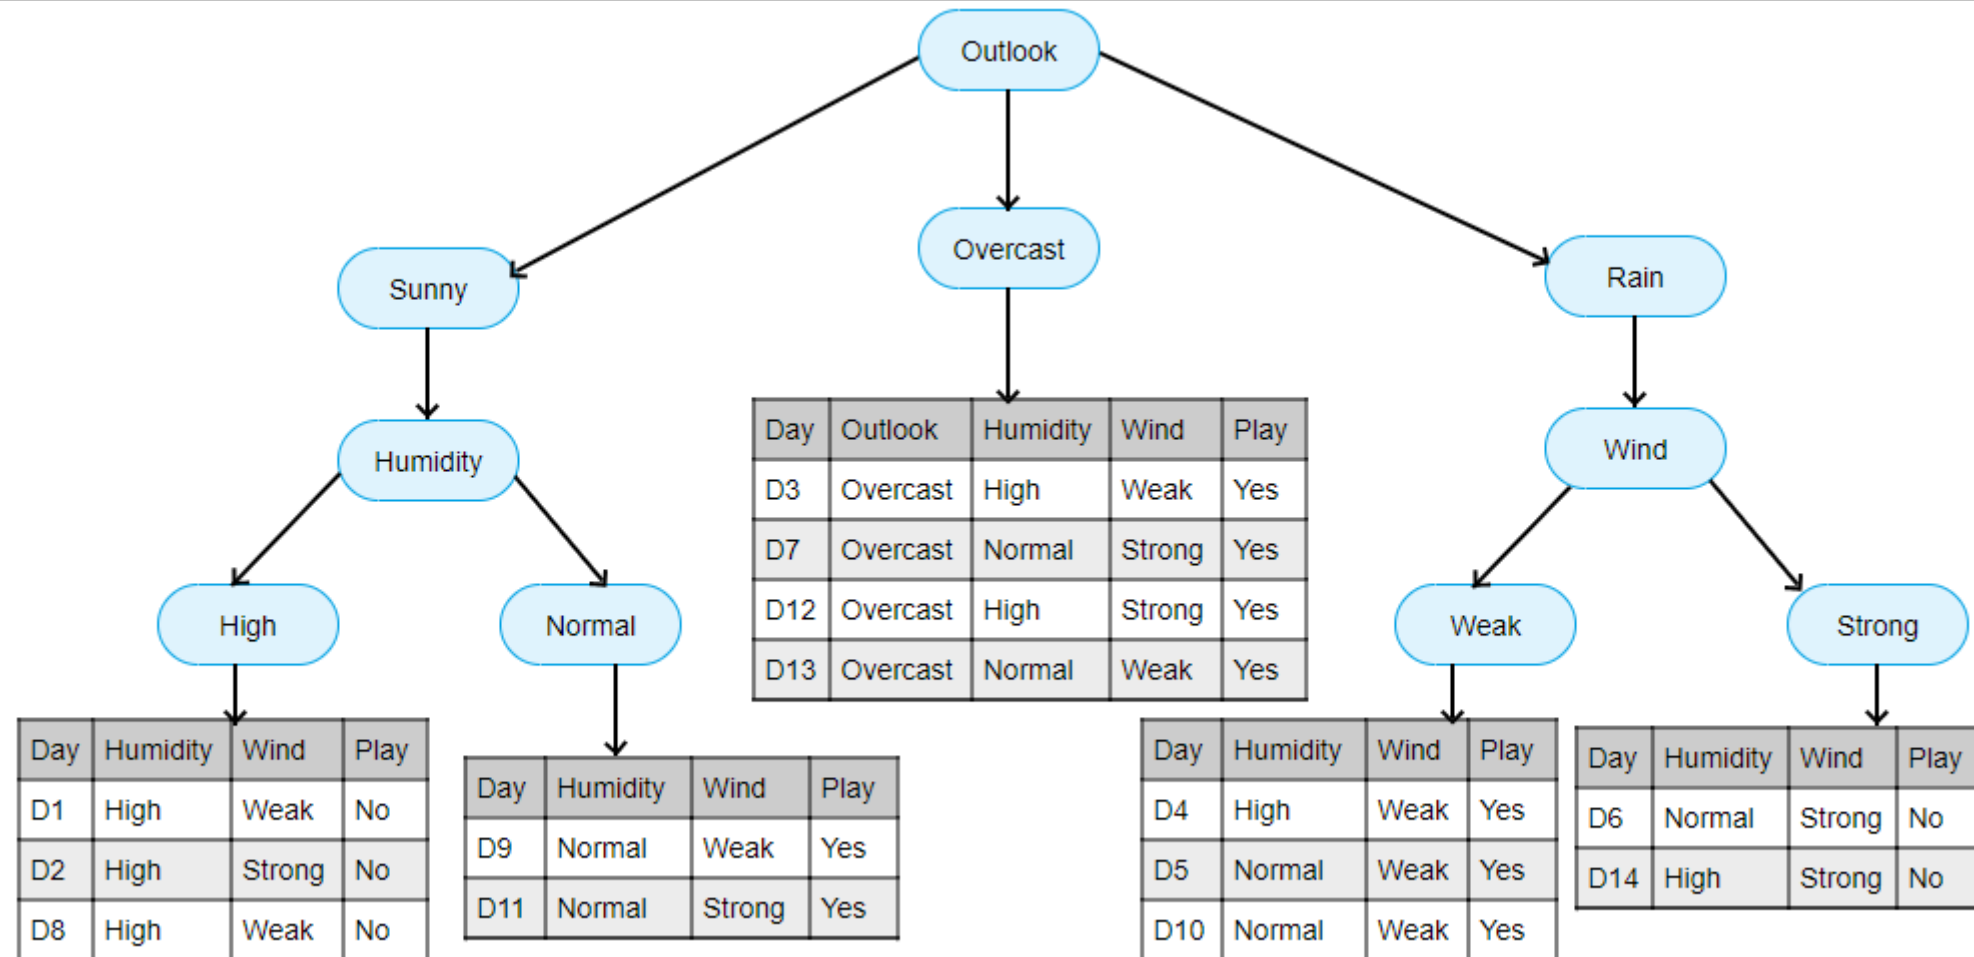 Outlook
Overcast
Sunny
Rain
Humidity
Wind
High
Normal
Weak
Strong
Day Outlook Humidity Wind Play
D3 Overcast High Weak Yes
D7 Overcast Normal Strong Yes
D12 Overcast High Strong Yes
D13 Overcast Normal Weak Yes
Day Humidity Wind Play
D1 High Weak No
D2 High Strong No
D8 High Weak No
Day Humidity Wind Play
D9 Normal Weak Yes
D11 Normal Strong Yes
Day Humidity Wind Play
D4 High Weak Yes
D5 Normal Weak Yes
D10 Normal Weak Yes
Day Humidity Wind Play
D6 Normal Strong No
D14 High Strong No